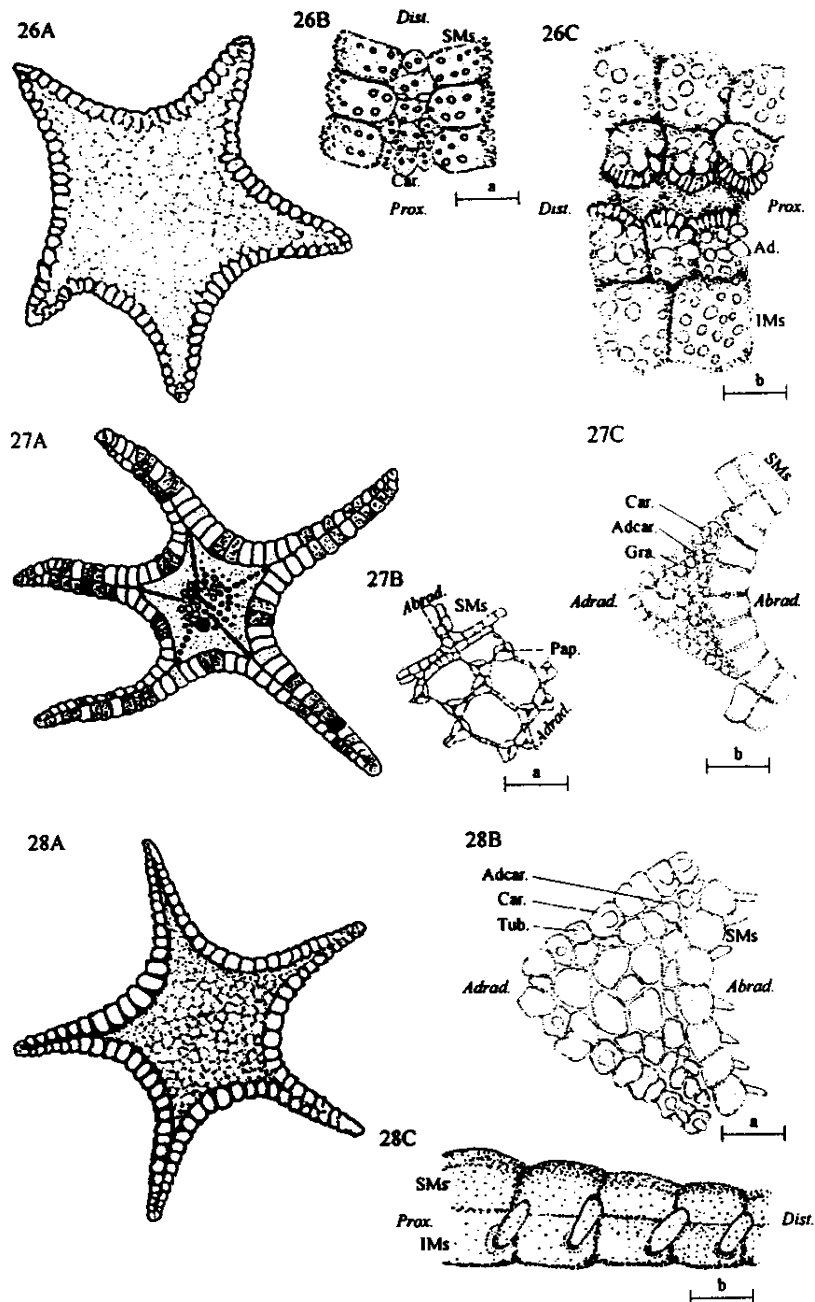 26A
26B
Dist.
SMs
Car.
Prox.
a
26C
Dist.
Prox.
Ad.
IMs
b
27A
27B
Abrad.
SMs
Pap.
Adrad.
a
27C
SMs
Car.
Adcar.
Gra.
Adrad.
Abrad.
b
28A
28B
Adcar.
Car.
Tub.
SMs
Adrad.
Abrad.
a
28C
SMs
Prox.
Dist.
IMs
b